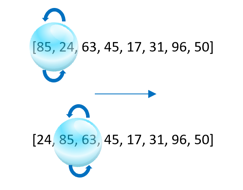 [85, 24, 63, 45, 17, 31, 96, 50]
[24, 85, 63, 45, 17, 31, 96, 50]